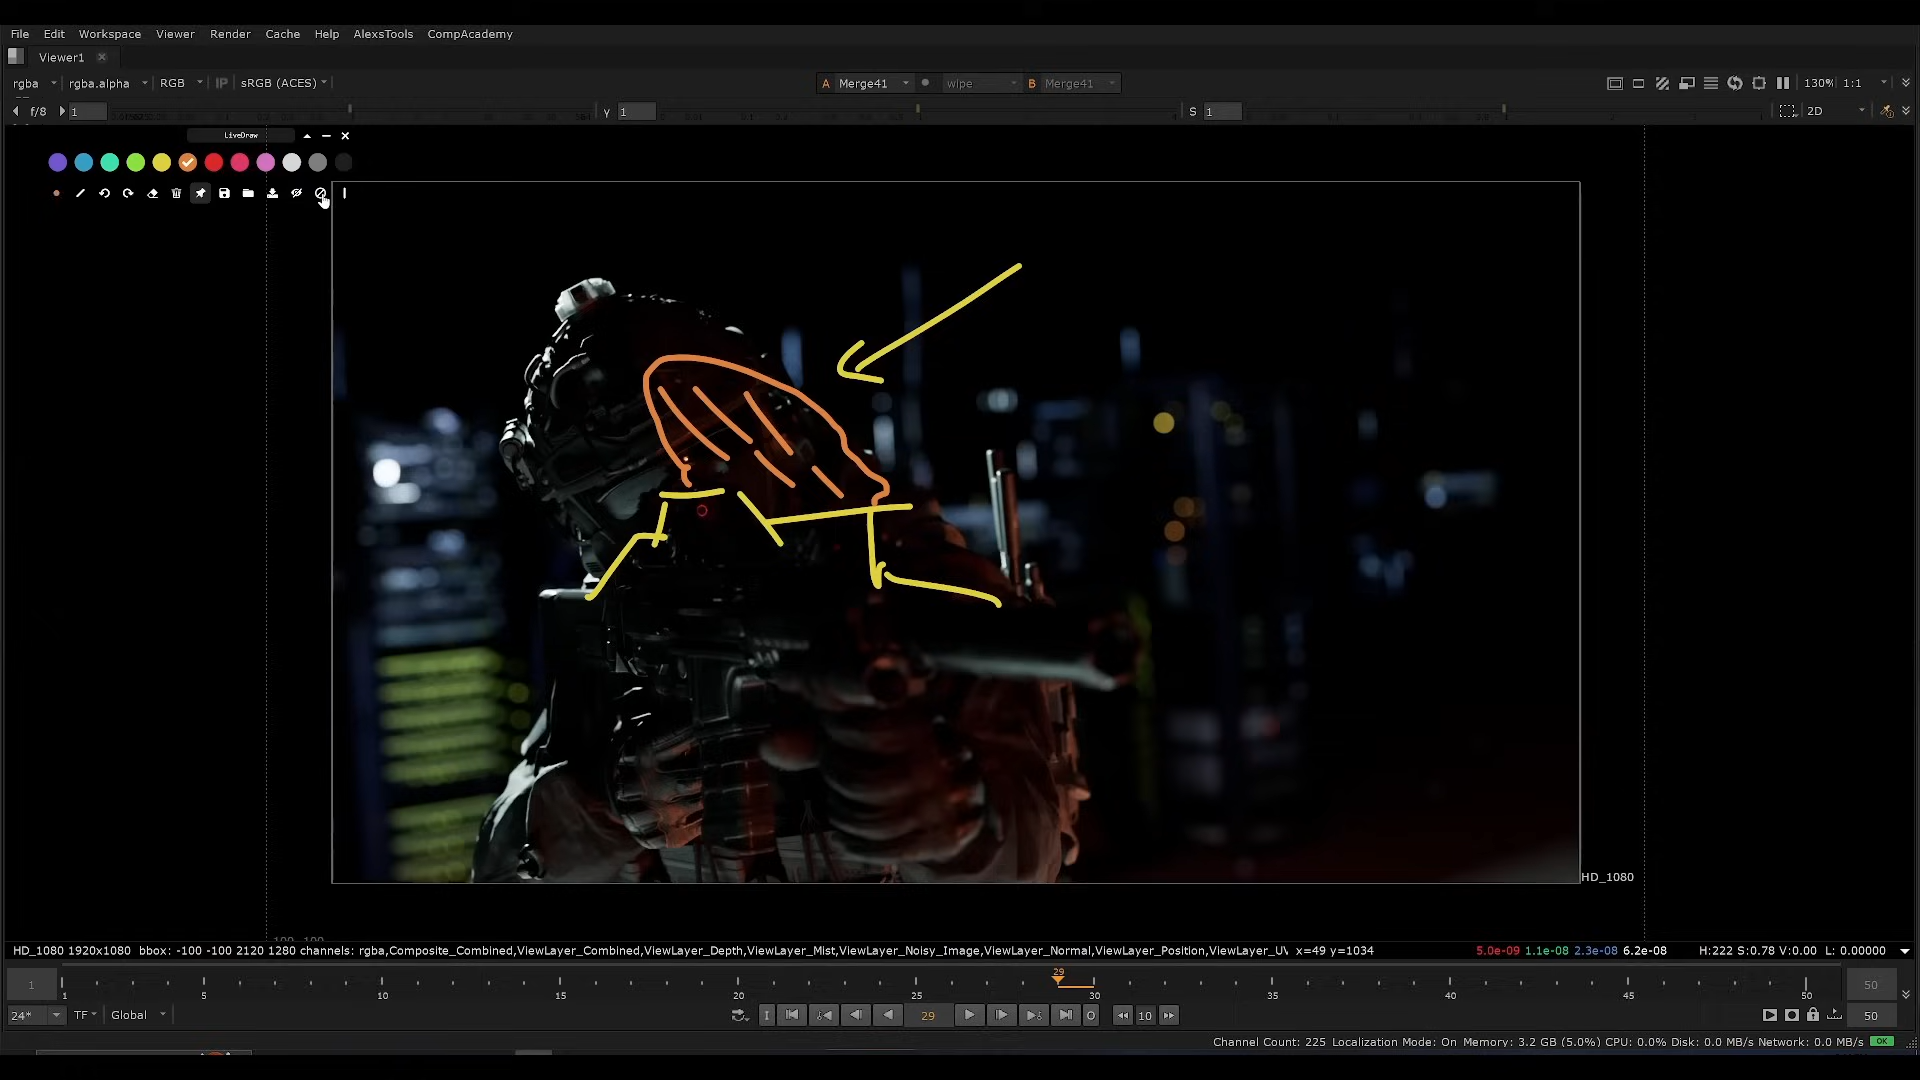 File Edit Workspace Viewer Render Cache Help AlexsTools CompAcademy
Viewer1
rgba rgba.alpha RGB IP sRGB (ACES) A Merge41 wipe B Merge41 130% 1:1
f/8 1 Y 1 S 1 2D
LiveDraw
HD_1080
HD_1080 1920x1080 bbox: -100 -100 2120 1280 channels: rgba,Composite_Combined,ViewLayer_Combined,ViewLayer_Depth,ViewLayer_Mist,ViewLayer_Noisy_Image,ViewLayer_Normal,ViewLayer_Position,ViewLayer_UV x=49 y=1034 5.0e-09 1.1e-08 2.3e-08 6.2e-08 H:222 S:0.78 V:0.00 L: 0.00000
29
1 50
1 5 10 15 20 25 30 35 40 45 50
24* TF Global I 29 O 10 50
Channel Count: 225 Localization Mode: On Memory: 3.2 GB (5.0%) CPU: 0.0% Disk: 0.0 MB/s Network: 0.0 MB/s OK